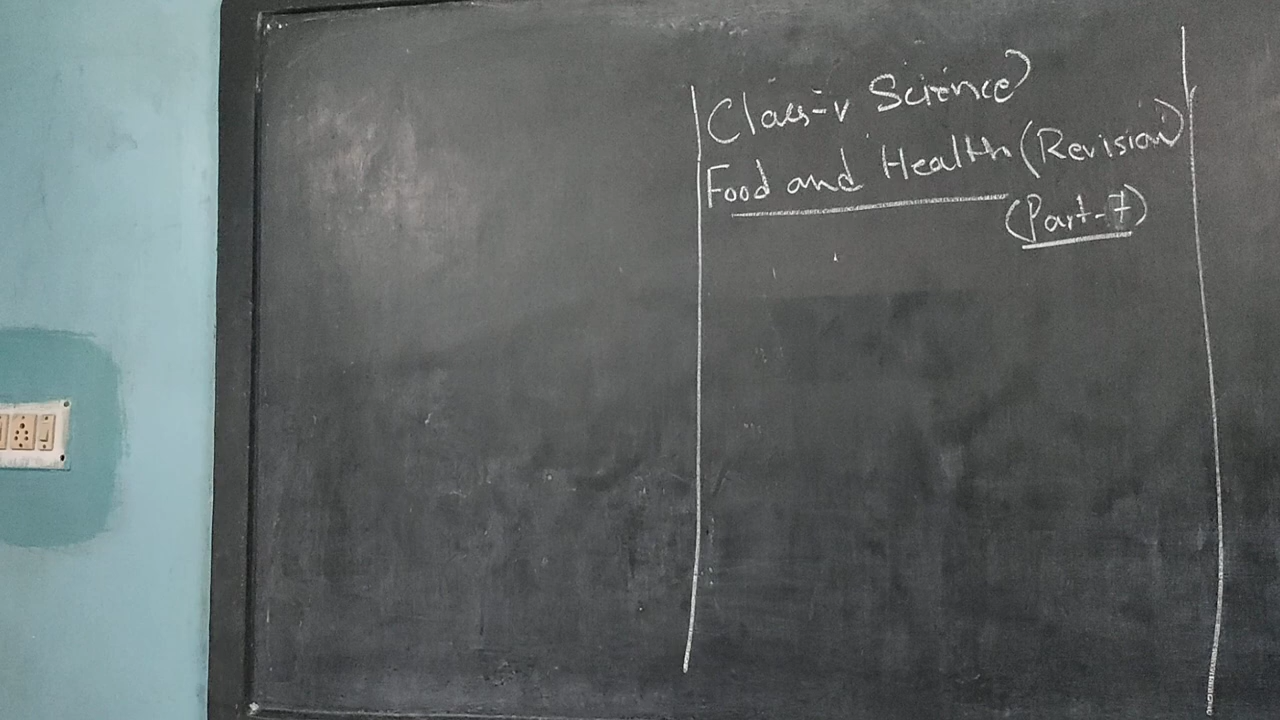 Class-V Science
Food and Health (Revision)
(Part-7)